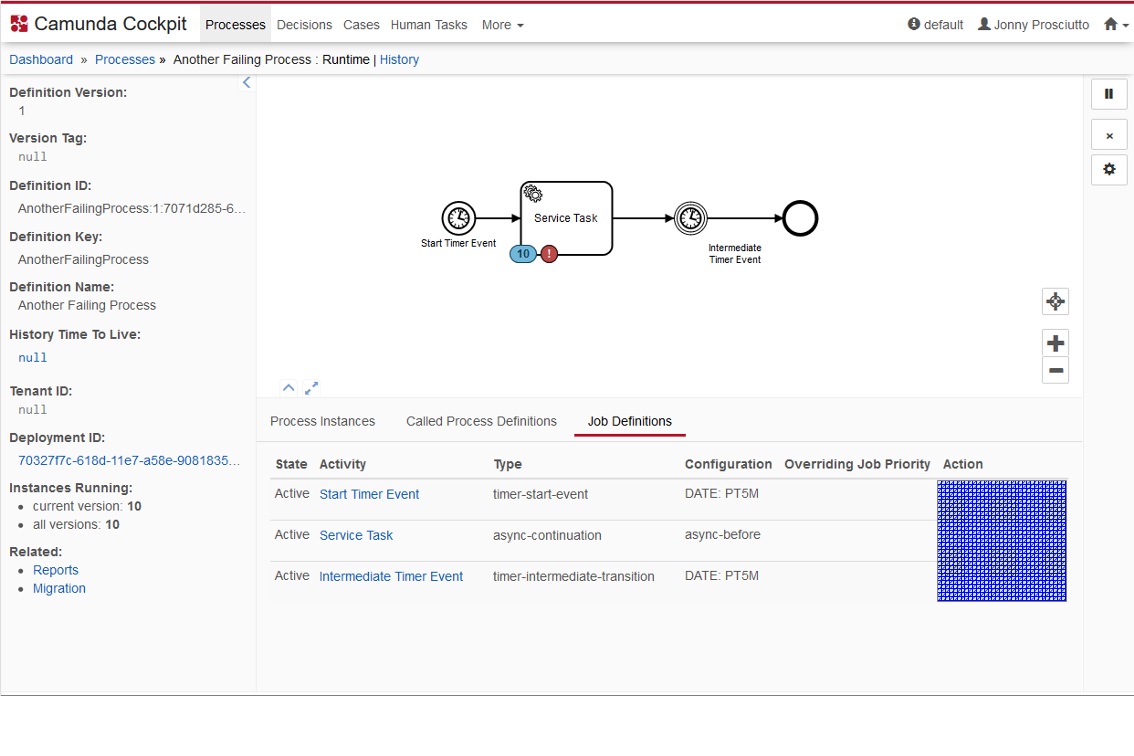 Camunda Cockpit Processes Decisions Cases Human Tasks More default Jonny Prosciutto
Dashboard » Processes » Another Failing Process : Runtime | History
Definition Version:
1
Version Tag:
null
Definition ID:
AnotherFailingProcess:1:7071d285-6...
Definition Key:
AnotherFailingProcess
Definition Name:
Another Failing Process
History Time To Live:
null
Tenant ID:
null
Deployment ID:
70327f7c-618d-11e7-a58e-9081835...
Instances Running:
current version: 10
all versions: 10
Related:
Reports
Migration
Start Timer Event
Service Task
10 !
Intermediate
Timer Event
Process Instances Called Process Definitions Job Definitions
State Activity Type Configuration Overriding Job Priority Action
Active Start Timer Event timer-start-event DATE: PT5M
Active Service Task async-continuation async-before
Active Intermediate Timer Event timer-intermediate-transition DATE: PT5M